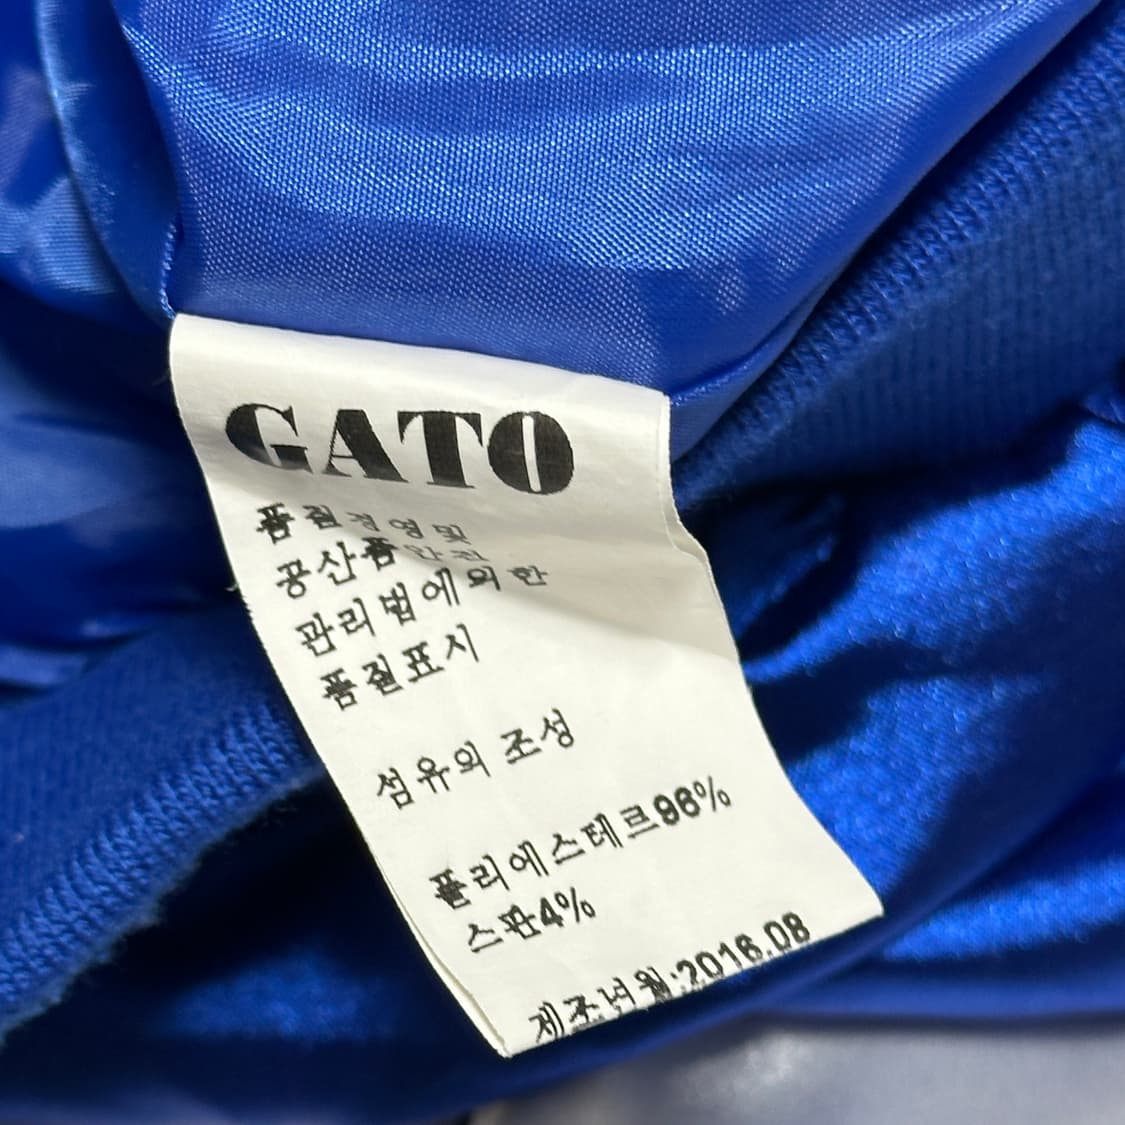 GATO
품질경영및
공산품안전
관리법에의한
품질표시
섬유의 조성
폴리에스테르96%
스판4%
제조년월:2016.08